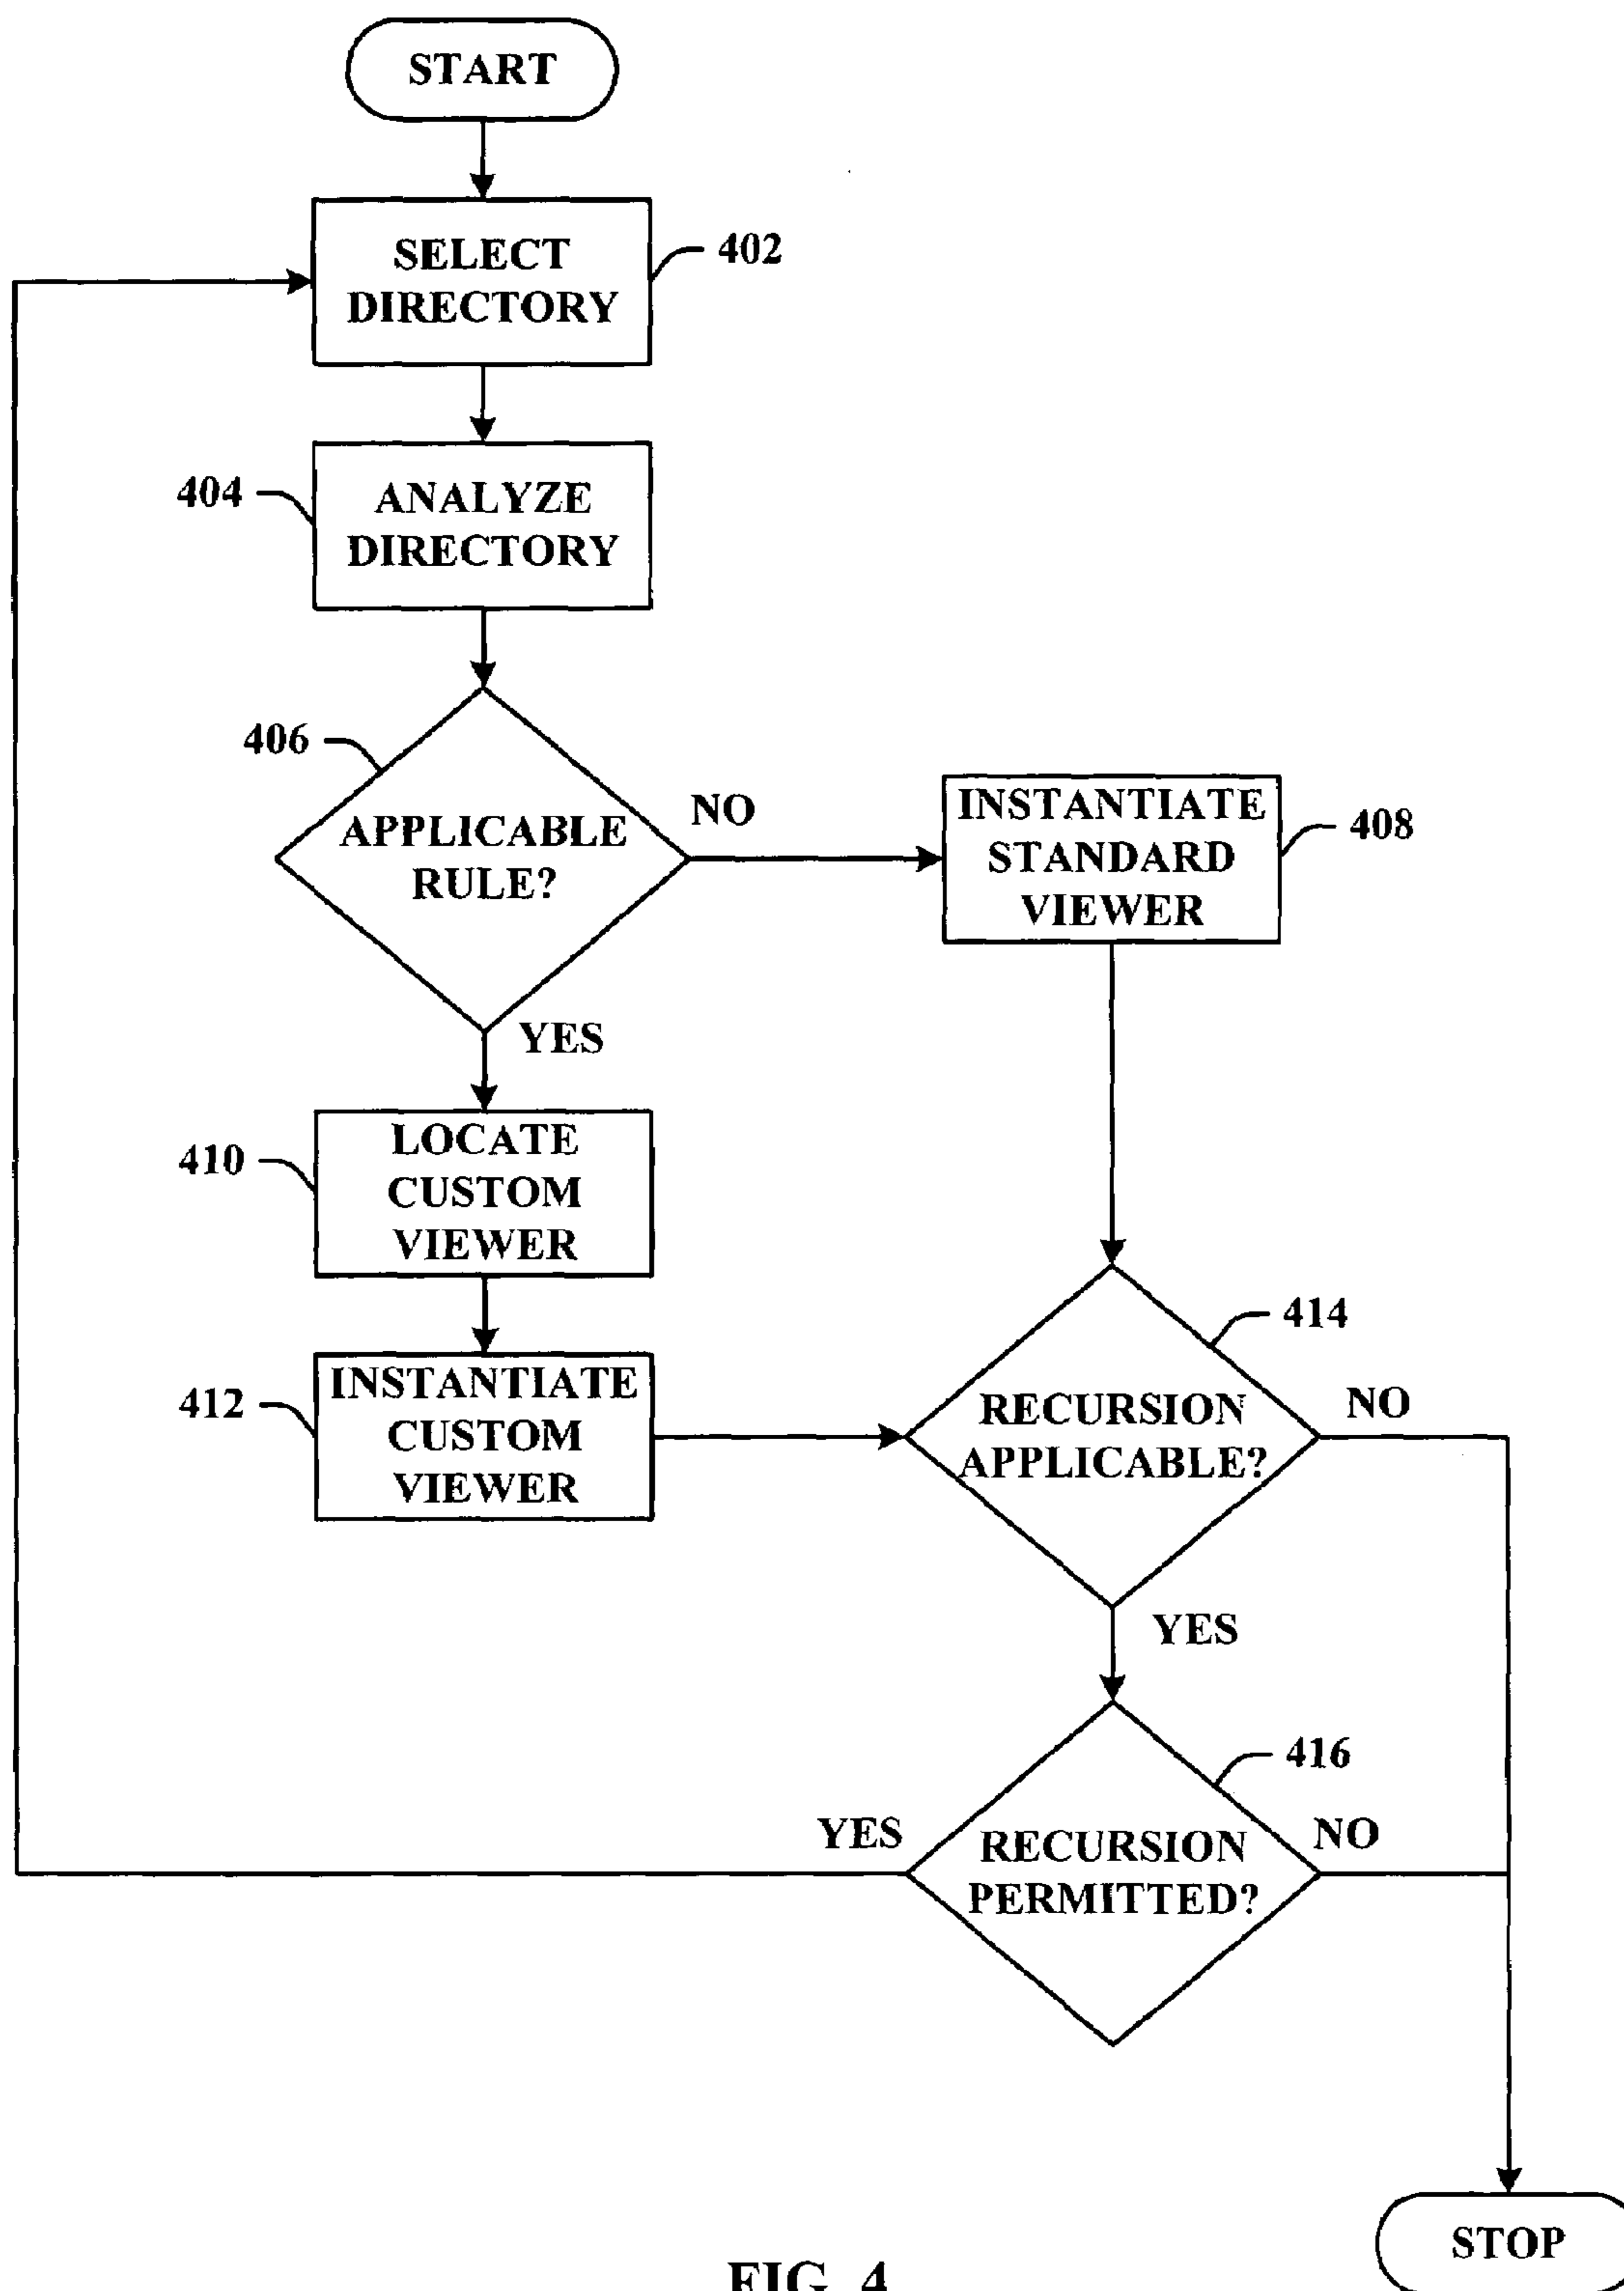 START
SELECT
DIRECTORY
402
404
ANALYZE
DIRECTORY
406
APPLICABLE
RULE?
NO
INSTANTIATE
STANDARD
VIEWER
408
YES
410
LOCATE
CUSTOM
VIEWER
412
INSTANTIATE
CUSTOM
VIEWER
414
RECURSION
APPLICABLE?
NO
YES
416
RECURSION
PERMITTED?
YES
NO
STOP
FIG. 4